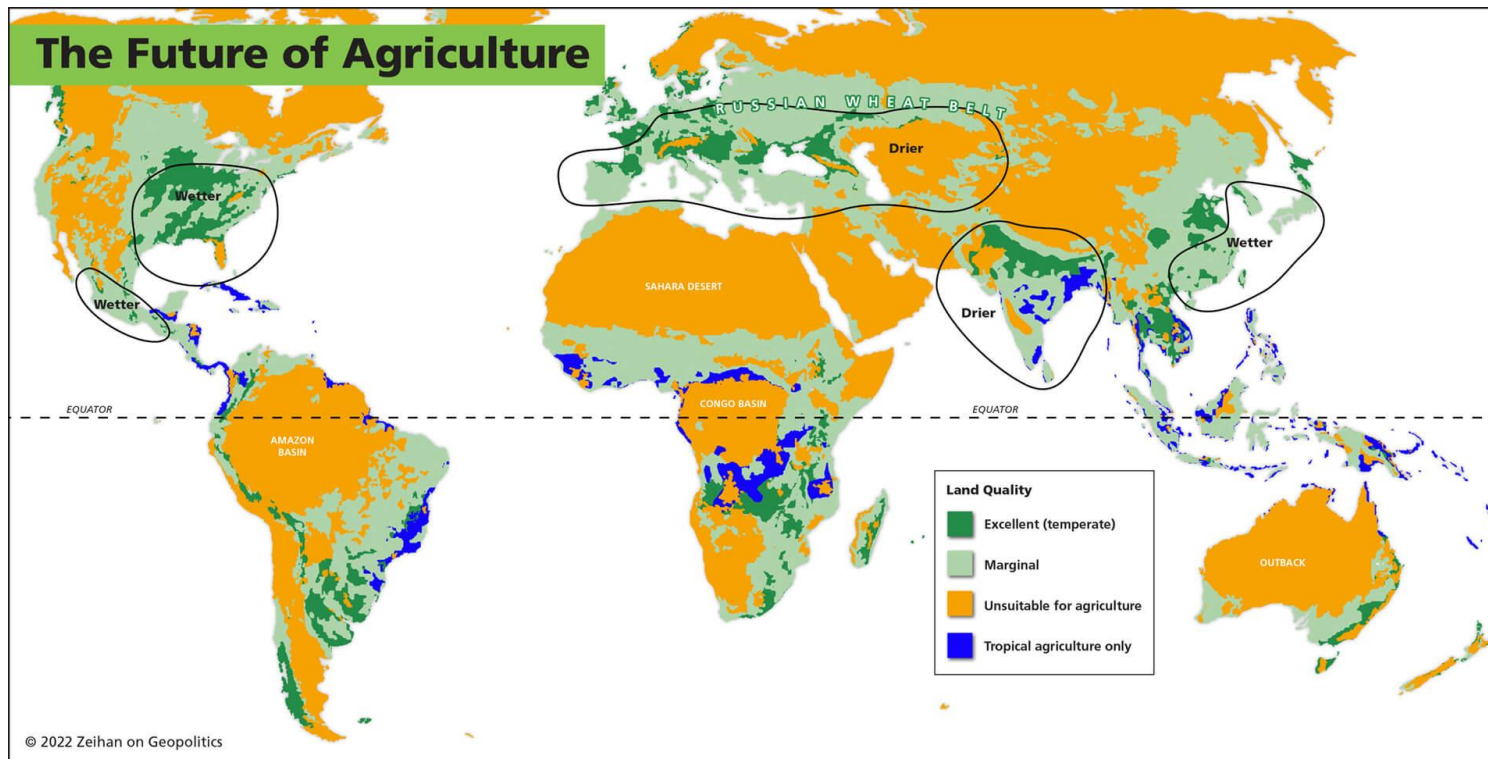 The Future of Agriculture
RUSSIAN WHEAT BELT
Drier
Wetter
Wetter
Wetter
SAHARA DESERT
Drier
EQUATOR
CONGO BASIN
EQUATOR
AMAZON
BASIN
OUTBACK
Land Quality
Excellent (temperate)
Marginal
Unsuitable for agriculture
Tropical agriculture only
© 2022 Zeihan on Geopolitics